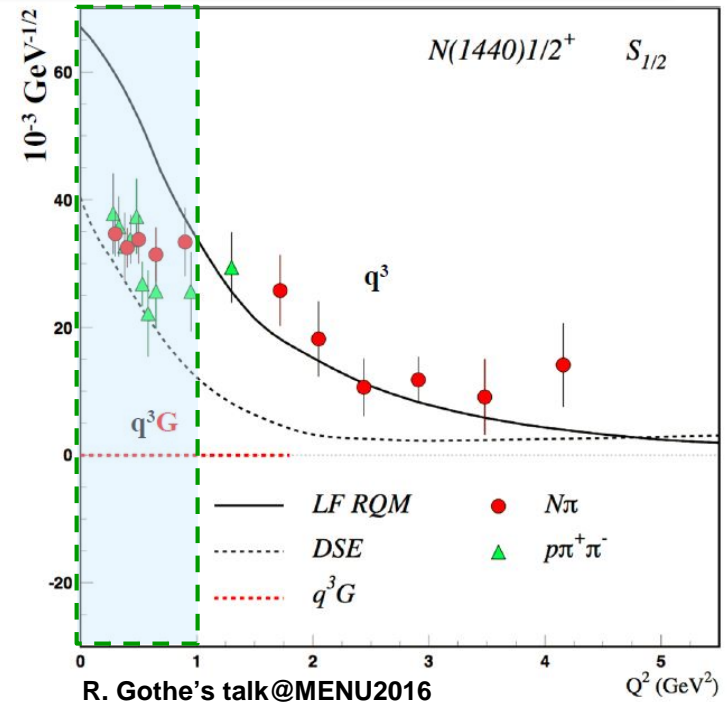 10⁻³ GeV⁻¹/²
N(1440)1/2⁺ S₁/₂
60
40
20
0
-20
q³
q³G
LF RQM
DSE
q³G
Nπ
pπ⁺π⁻
0 1 2 3 4 5
Q² (GeV²)
R. Gothe's talk@MENU2016